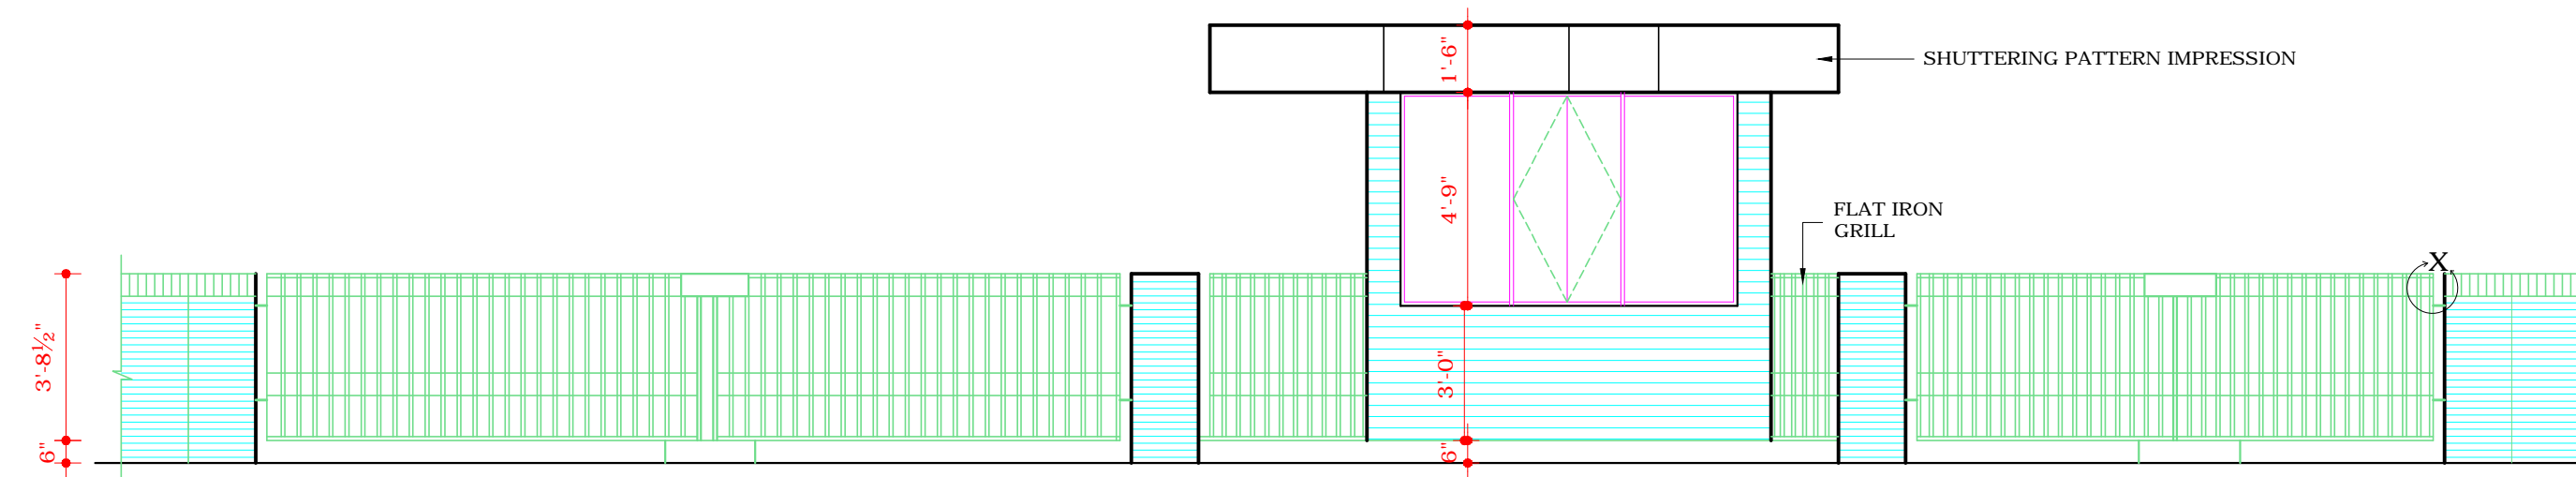 1'-6"
SHUTTERING PATTERN IMPRESSION
4'-9"
FLAT IRON
GRILL
X
3'-8½"
3'-0"
6"
6"